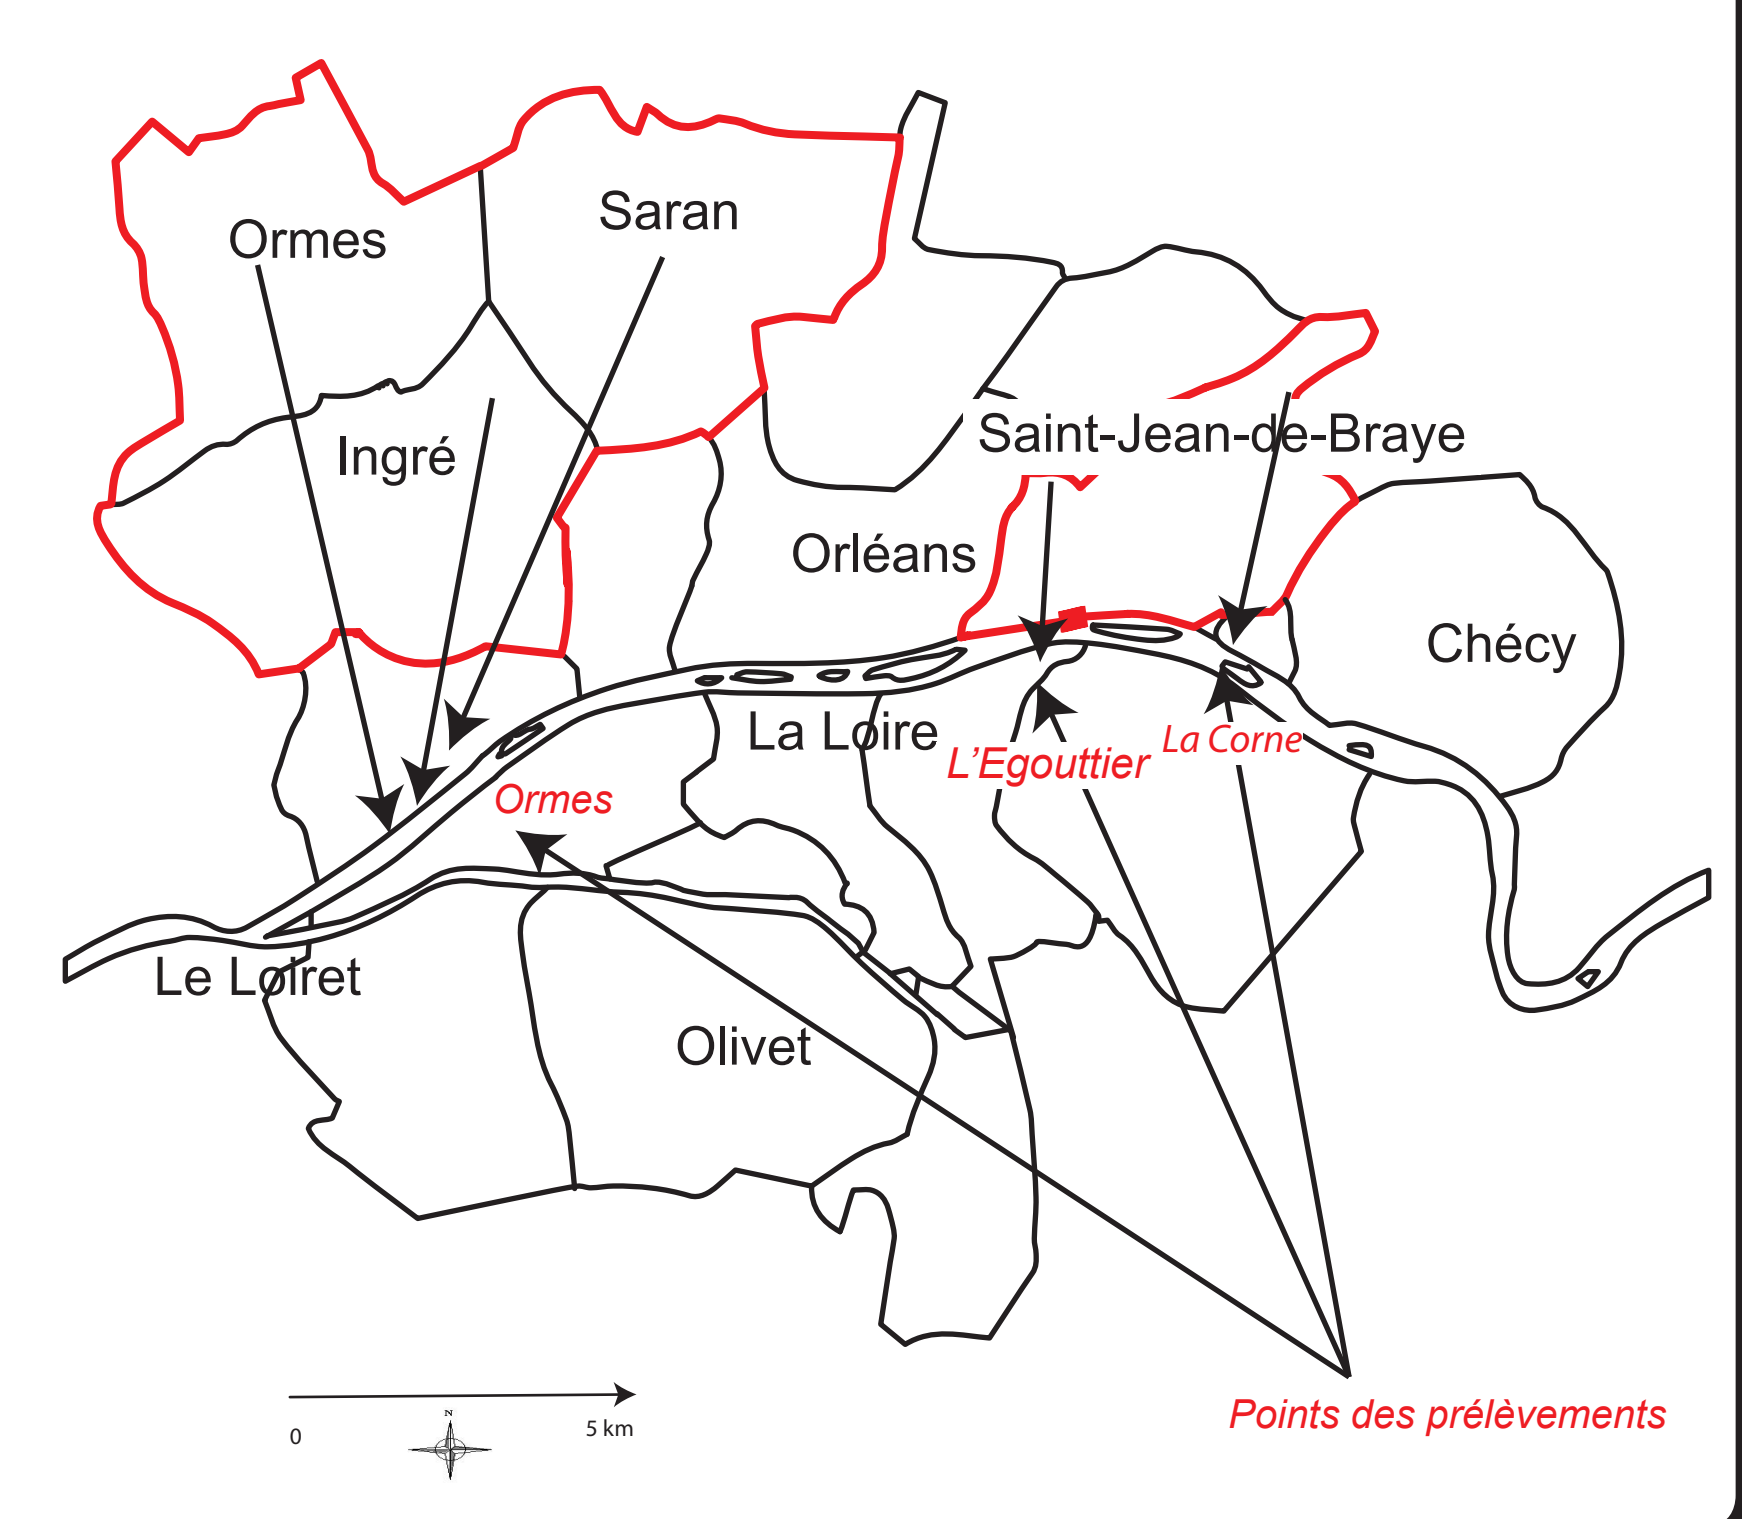 Saran
Ormes
Saint-Jean-de-Braye
Ingré
Orléans
Chécy
La Loire
La Corne
L'Egouttier
Ormes
Le Loiret
Olivet
Points des prélèvements
N
0
5 km